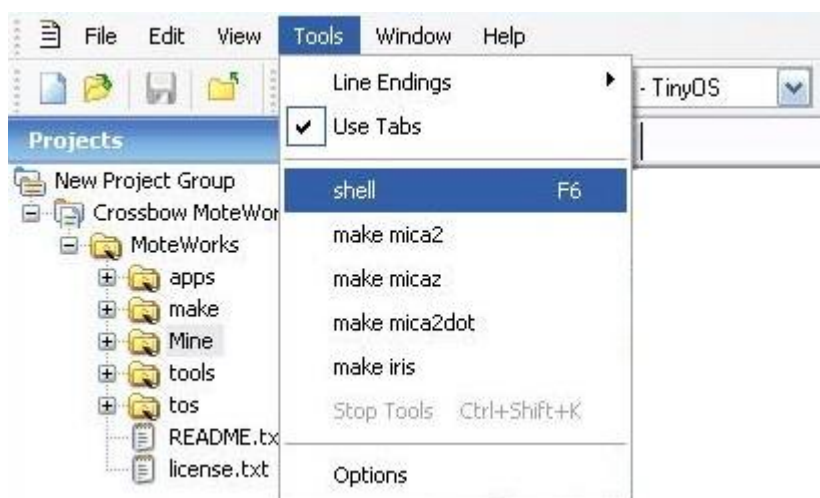 File Edit View Tools Window Help
- TinyOS
Line Endings
Use Tabs
shell F6
make mica2
make micaz
make mica2dot
make iris
Stop Tools Ctrl+Shift+K
Options
Projects
New Project Group
Crossbow MoteWor
MoteWorks
apps
make
Mine
tools
tos
README.tx
license.txt